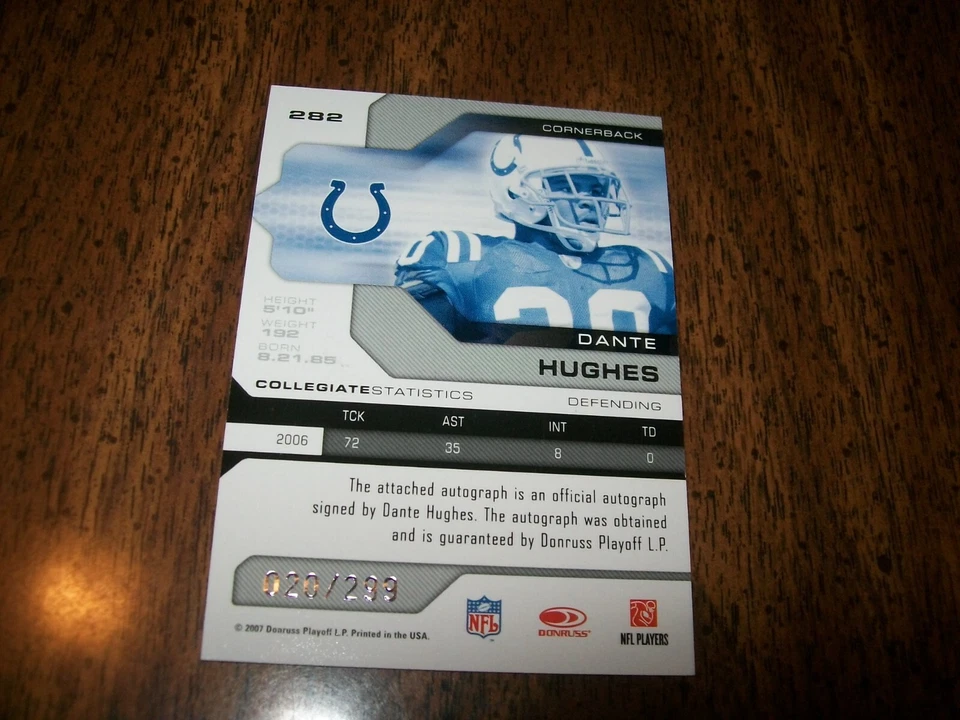 282
CORNERBACK
HEIGHT
5'10"
WEIGHT
192
BORN
8.21.85
20
DANTE
HUGHES
COLLEGIATESTATISTICS
DEFENDING
TCK AST INT TD
2006 72 35 8 0
The attached autograph is an official autograph
signed by Dante Hughes. The autograph was obtained
and is guaranteed by Donruss Playoff L.P.
020/299
© 2007 Donruss Playoff L.P. Printed in the USA.
NFL
DONRUSS
NFL PLAYERS